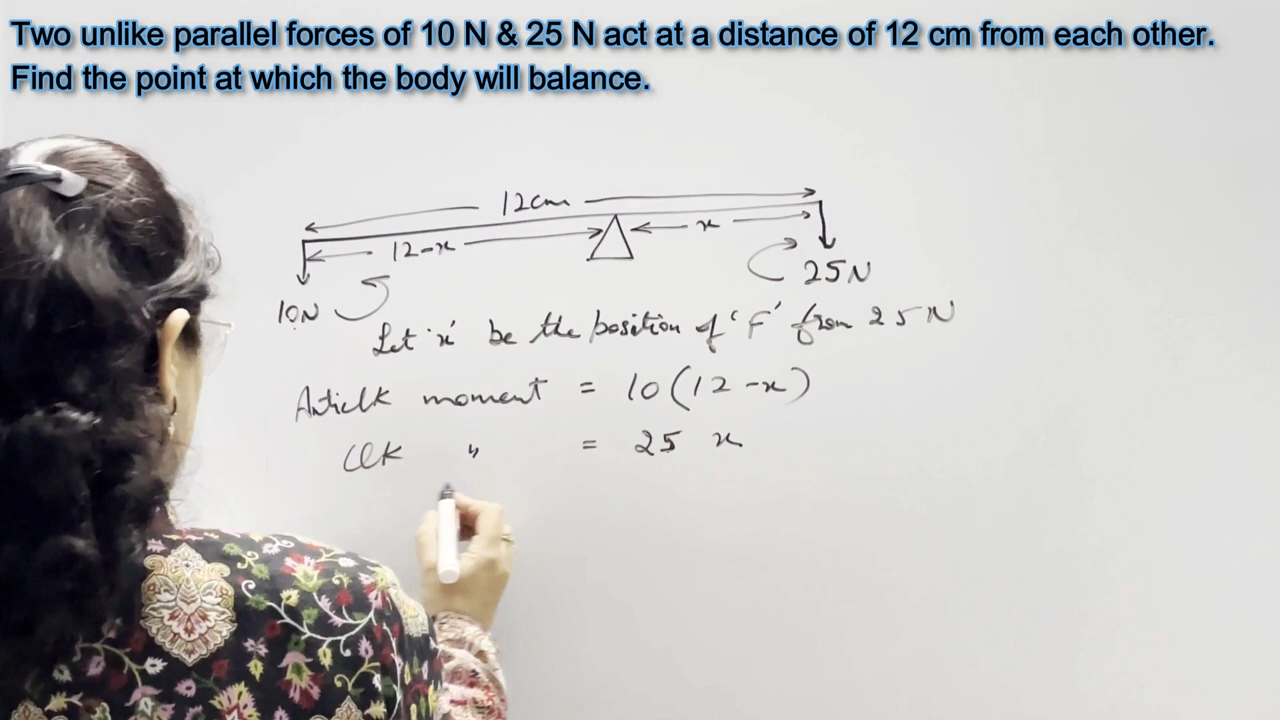 Two unlike parallel forces of 10 N & 25 N act at a distance of 12 cm from each other.
Find the point at which the body will balance.
12cm
12-x
x
10N
25N
Let 'x' be the position of 'F' from 25N
Anticlk moment = 10(12-x)
Clk " = 25 x